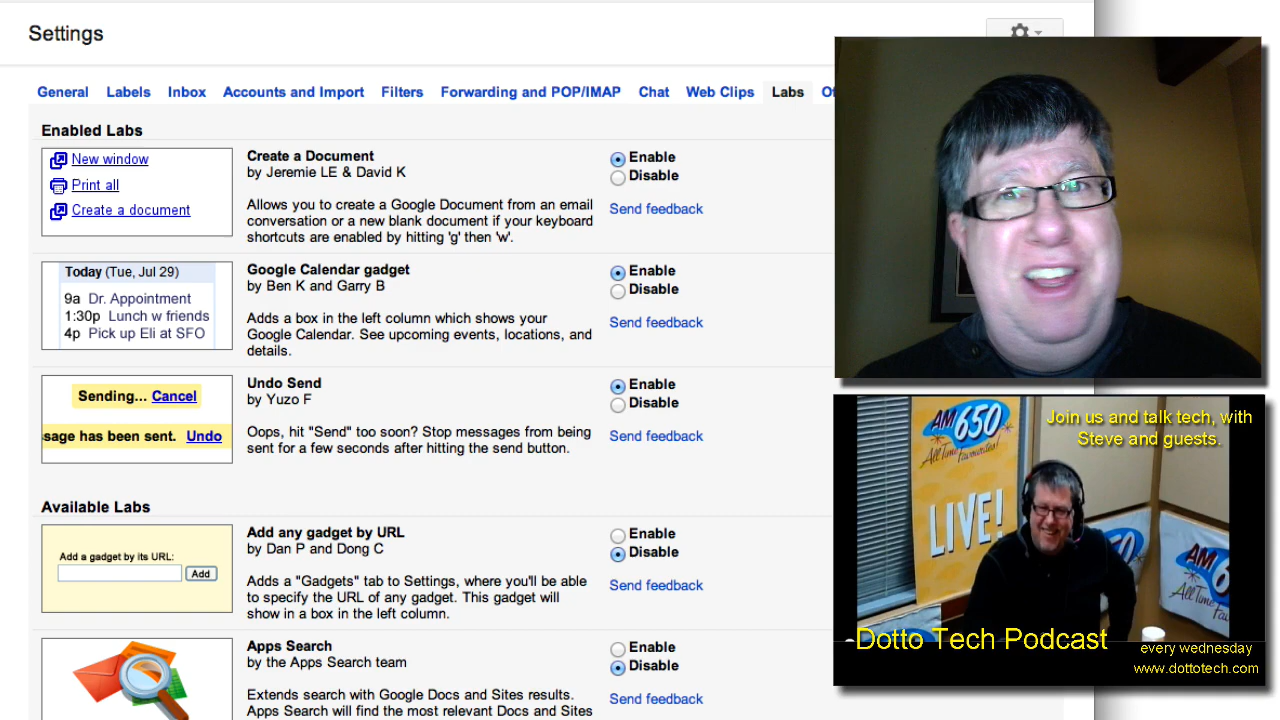 Settings
General Labels Inbox Accounts and Import Filters Forwarding and POP/IMAP Chat Web Clips Labs
Enabled Labs
New window
Print all
Create a document
Create a Document
by Jeremie LE & David K
Allows you to create a Google Document from an email
conversation or a new blank document if your keyboard
shortcuts are enabled by hitting 'g' then 'w'.
Enable
Disable
Send feedback
Today (Tue, Jul 29)
9a Dr. Appointment
1:30p Lunch w friends
4p Pick up Eli at SFO
Google Calendar gadget
by Ben K and Garry B
Adds a box in the left column which shows your
Google Calendar. See upcoming events, locations, and
details.
Enable
Disable
Send feedback
Sending... Cancel
ssage has been sent. Undo
Undo Send
by Yuzo F
Oops, hit "Send" too soon? Stop messages from being
sent for a few seconds after hitting the send button.
Enable
Disable
Send feedback
Available Labs
Add a gadget by its URL:
Add
Add any gadget by URL
by Dan P and Dong C
Adds a "Gadgets" tab to Settings, where you'll be able
to specify the URL of any gadget. This gadget will
show in a box in the left column.
Enable
Disable
Send feedback
Apps Search
by the Apps Search team
Extends search with Google Docs and Sites results.
Apps Search will find the most relevant Docs and Sites
Enable
Disable
Send feedback
Join us and talk tech, with
Steve and guests.
AM 650
All Time Favourites!
LIVE!
Dotto Tech Podcast
every wednesday
www.dottotech.com